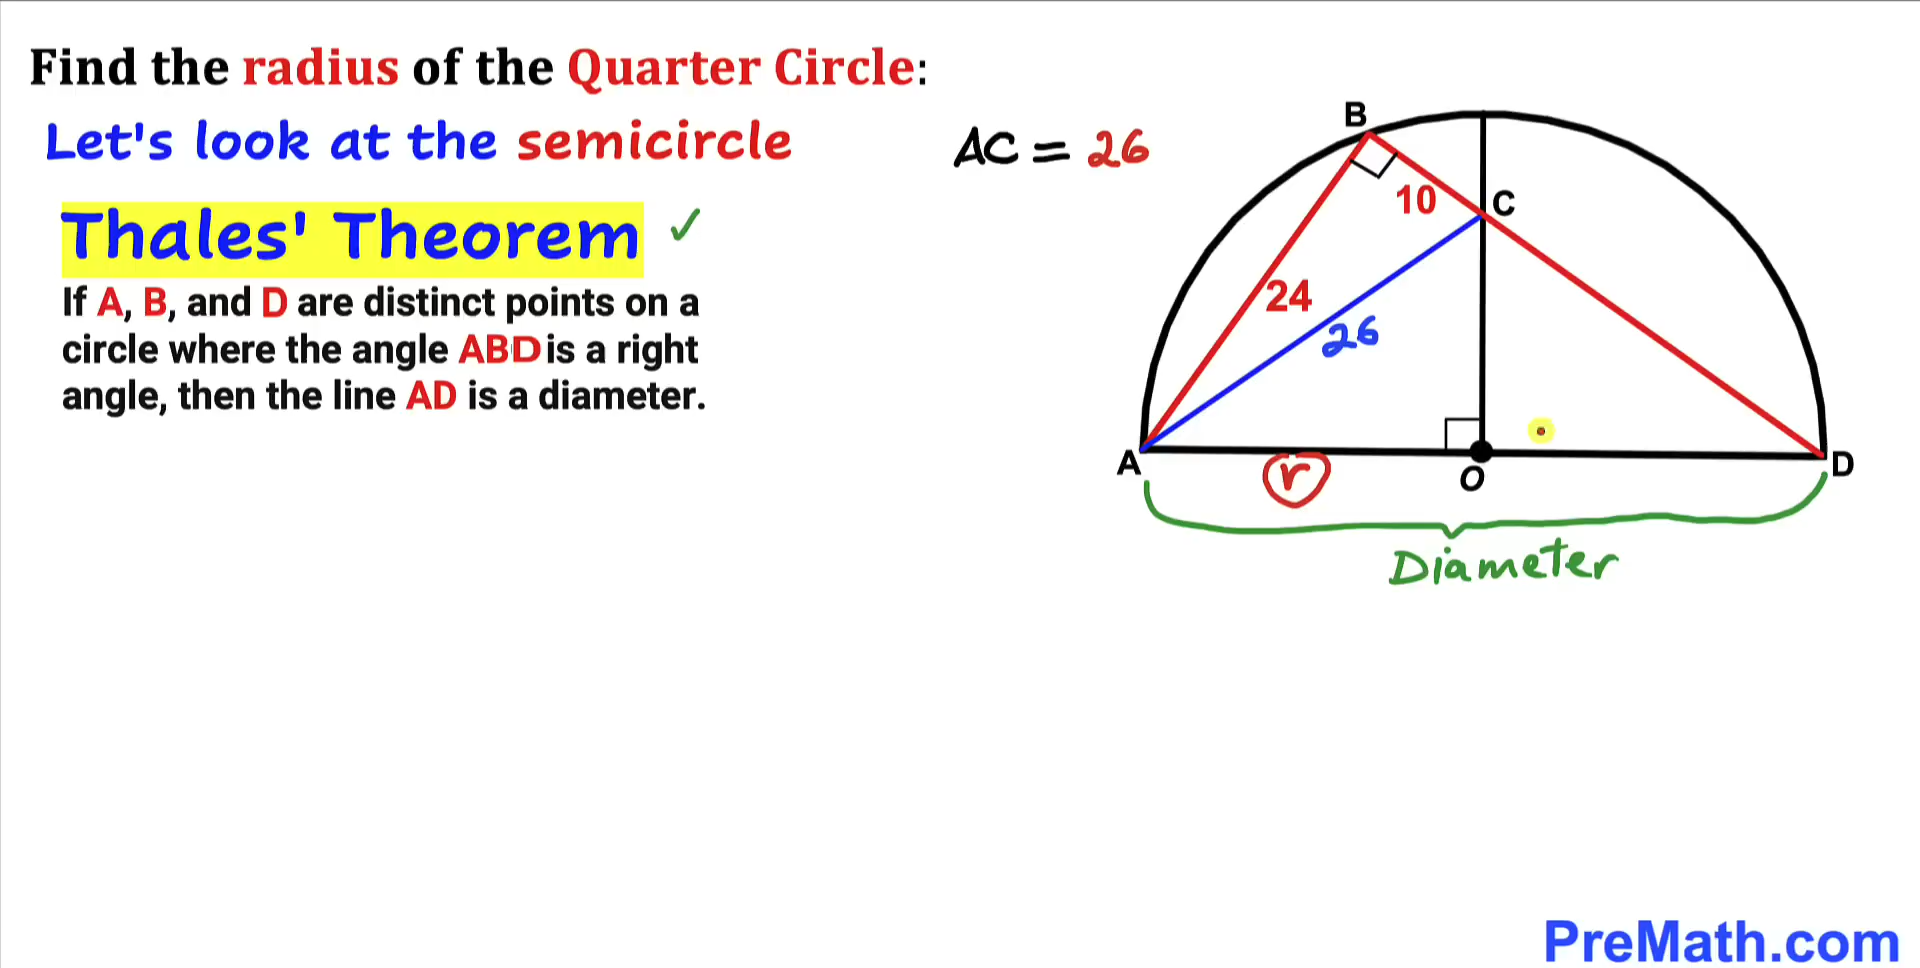 Find the radius of the Quarter Circle:
Let's look at the semicircle
Thales' Theorem ✓
If A, B, and D are distinct points on a
circle where the angle ABD is a right
angle, then the line AD is a diameter.
AC = 26
B
10
C
24
26
A
r
O
D
Diameter
PreMath.com